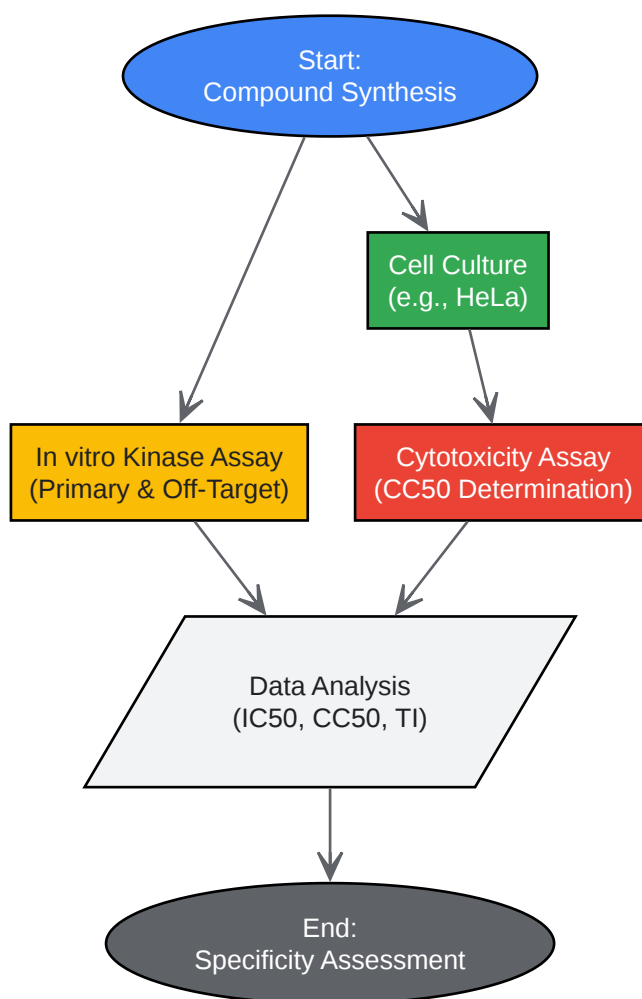 Start:
Compound Synthesis
Cell Culture
(e.g., HeLa)
In vitro Kinase Assay
(Primary & Off-Target)
Cytotoxicity Assay
(CC50 Determination)
Data Analysis
(IC50, CC50, TI)
End:
Specificity Assessment